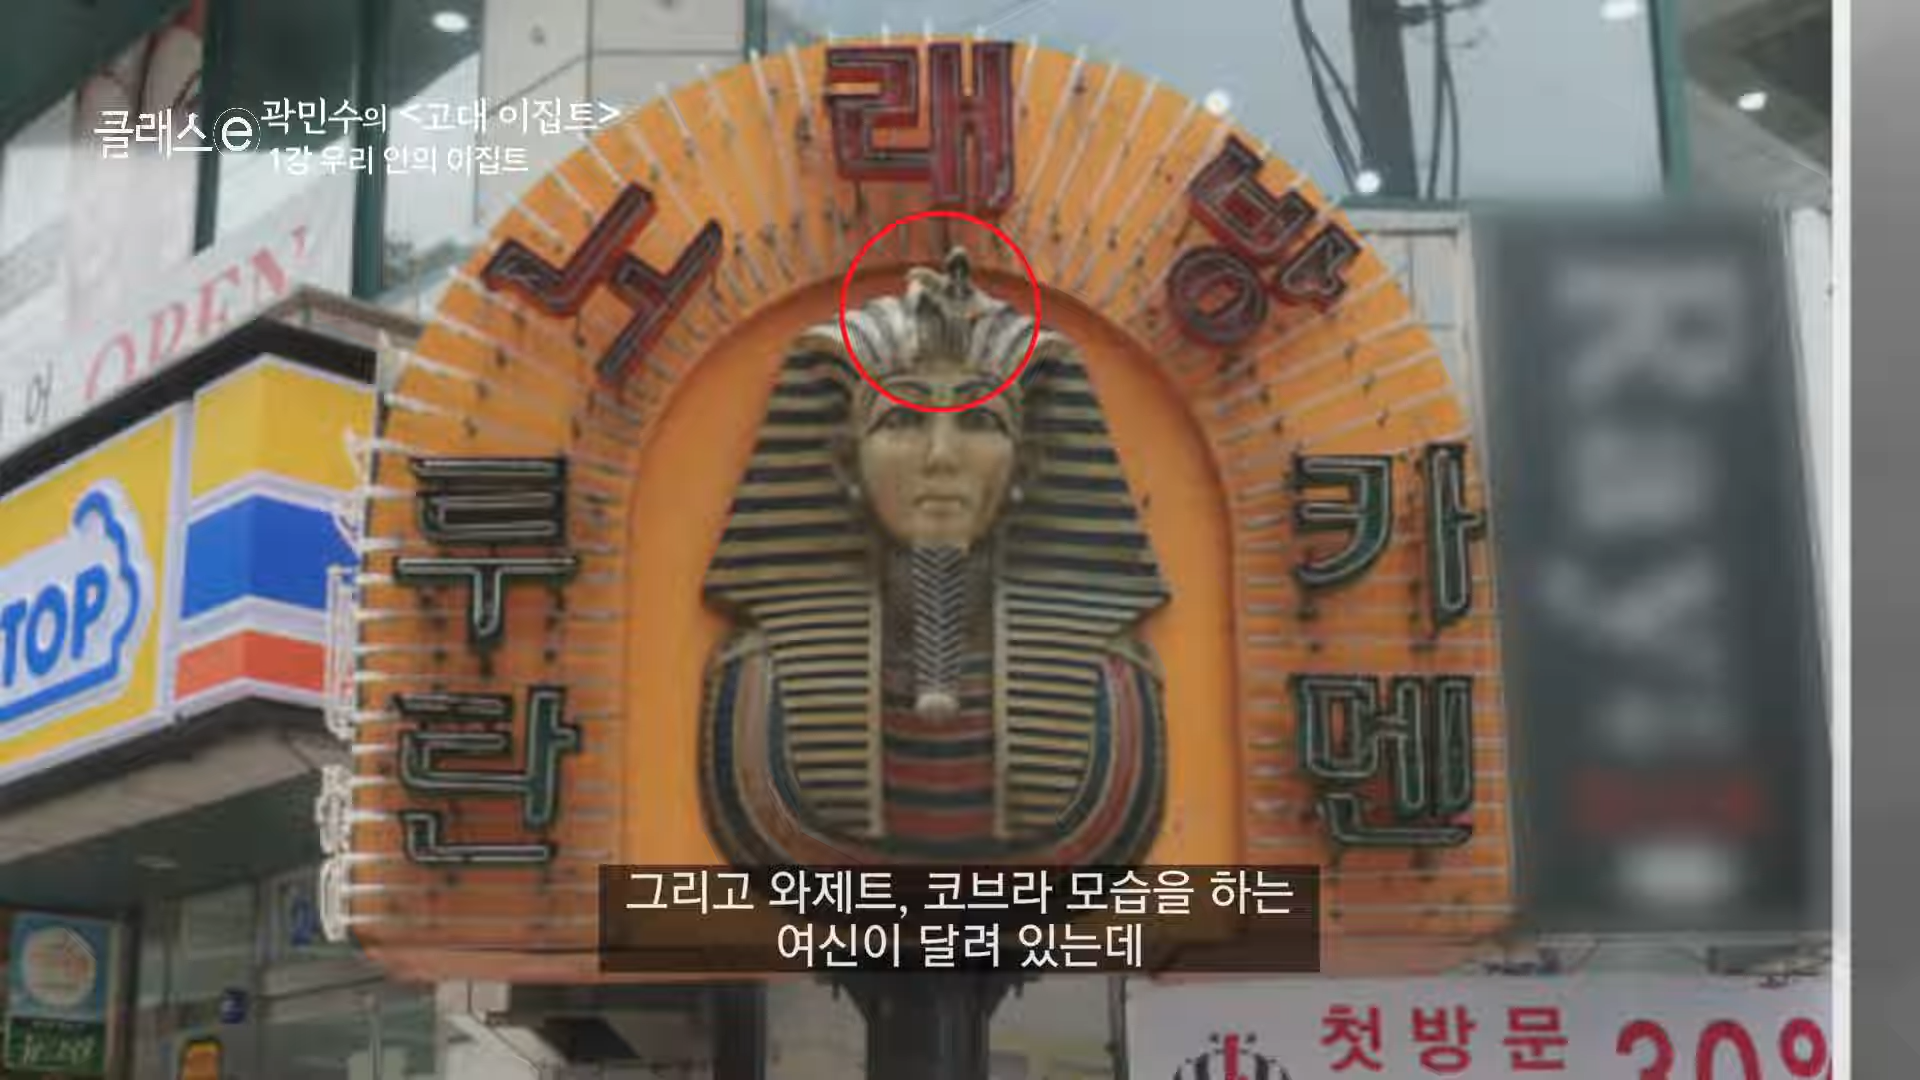 클래스e
곽민수의 <고대 이집트>
1강 우리 안의 이집트
OPEN
어
TOP
노래방
투탄
카멘
그리고 와제트, 코브라 모습을 하는
여신이 달려 있는데
첫방문
30%